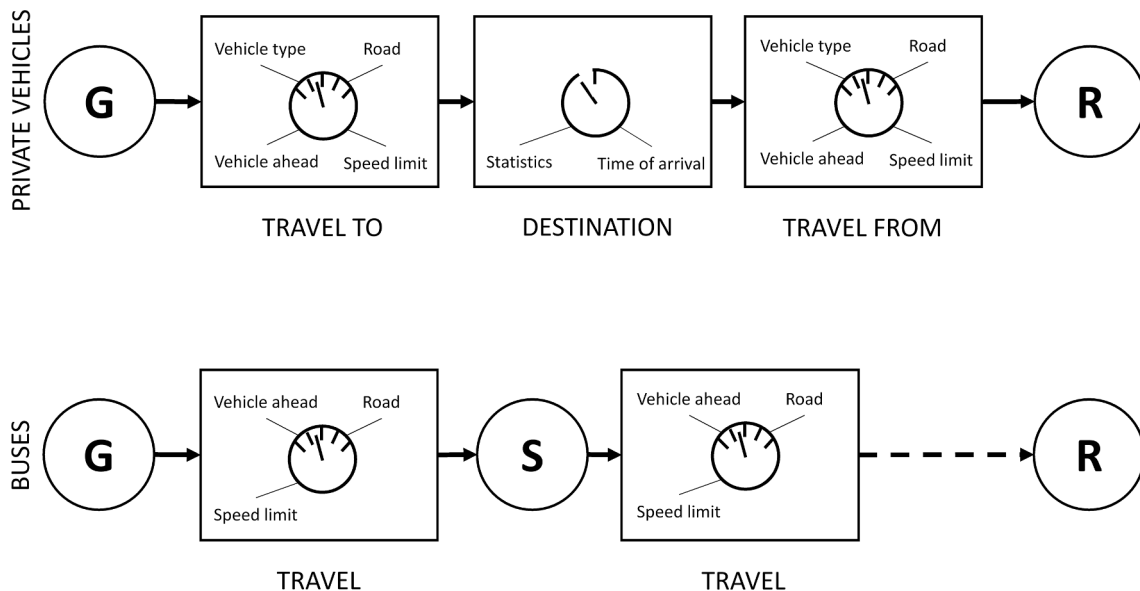 PRIVATE VEHICLES
G
Vehicle type
Road
Vehicle ahead
Speed limit
TRAVEL TO
Statistics
Time of arrival
DESTINATION
Vehicle type
Road
Vehicle ahead
Speed limit
TRAVEL FROM
R
BUSES
G
Vehicle ahead
Road
Speed limit
TRAVEL
S
Vehicle ahead
Road
Speed limit
TRAVEL
R